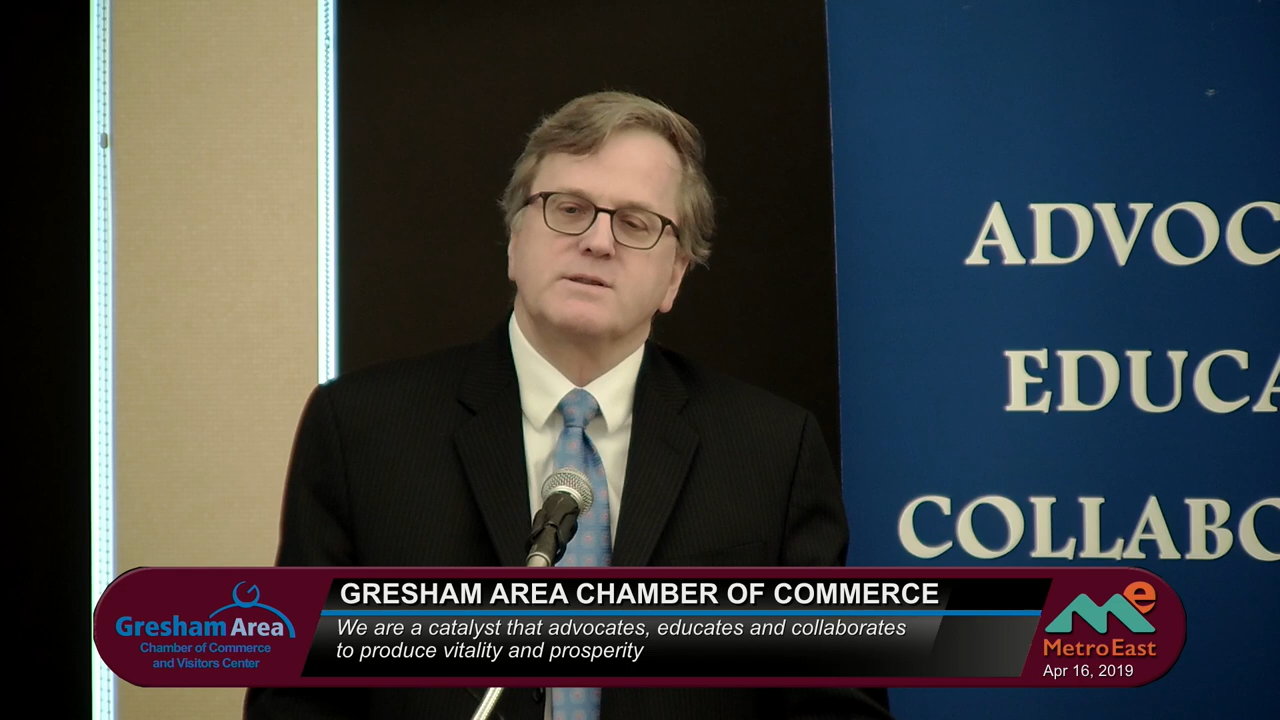 ADVOC
EDUCA
COLLABO
GRESHAM AREA CHAMBER OF COMMERCE
We are a catalyst that advocates, educates and collaborates
to produce vitality and prosperity
Gresham Area
Chamber of Commerce
and Visitors Center
Me
MetroEast
Apr 16, 2019